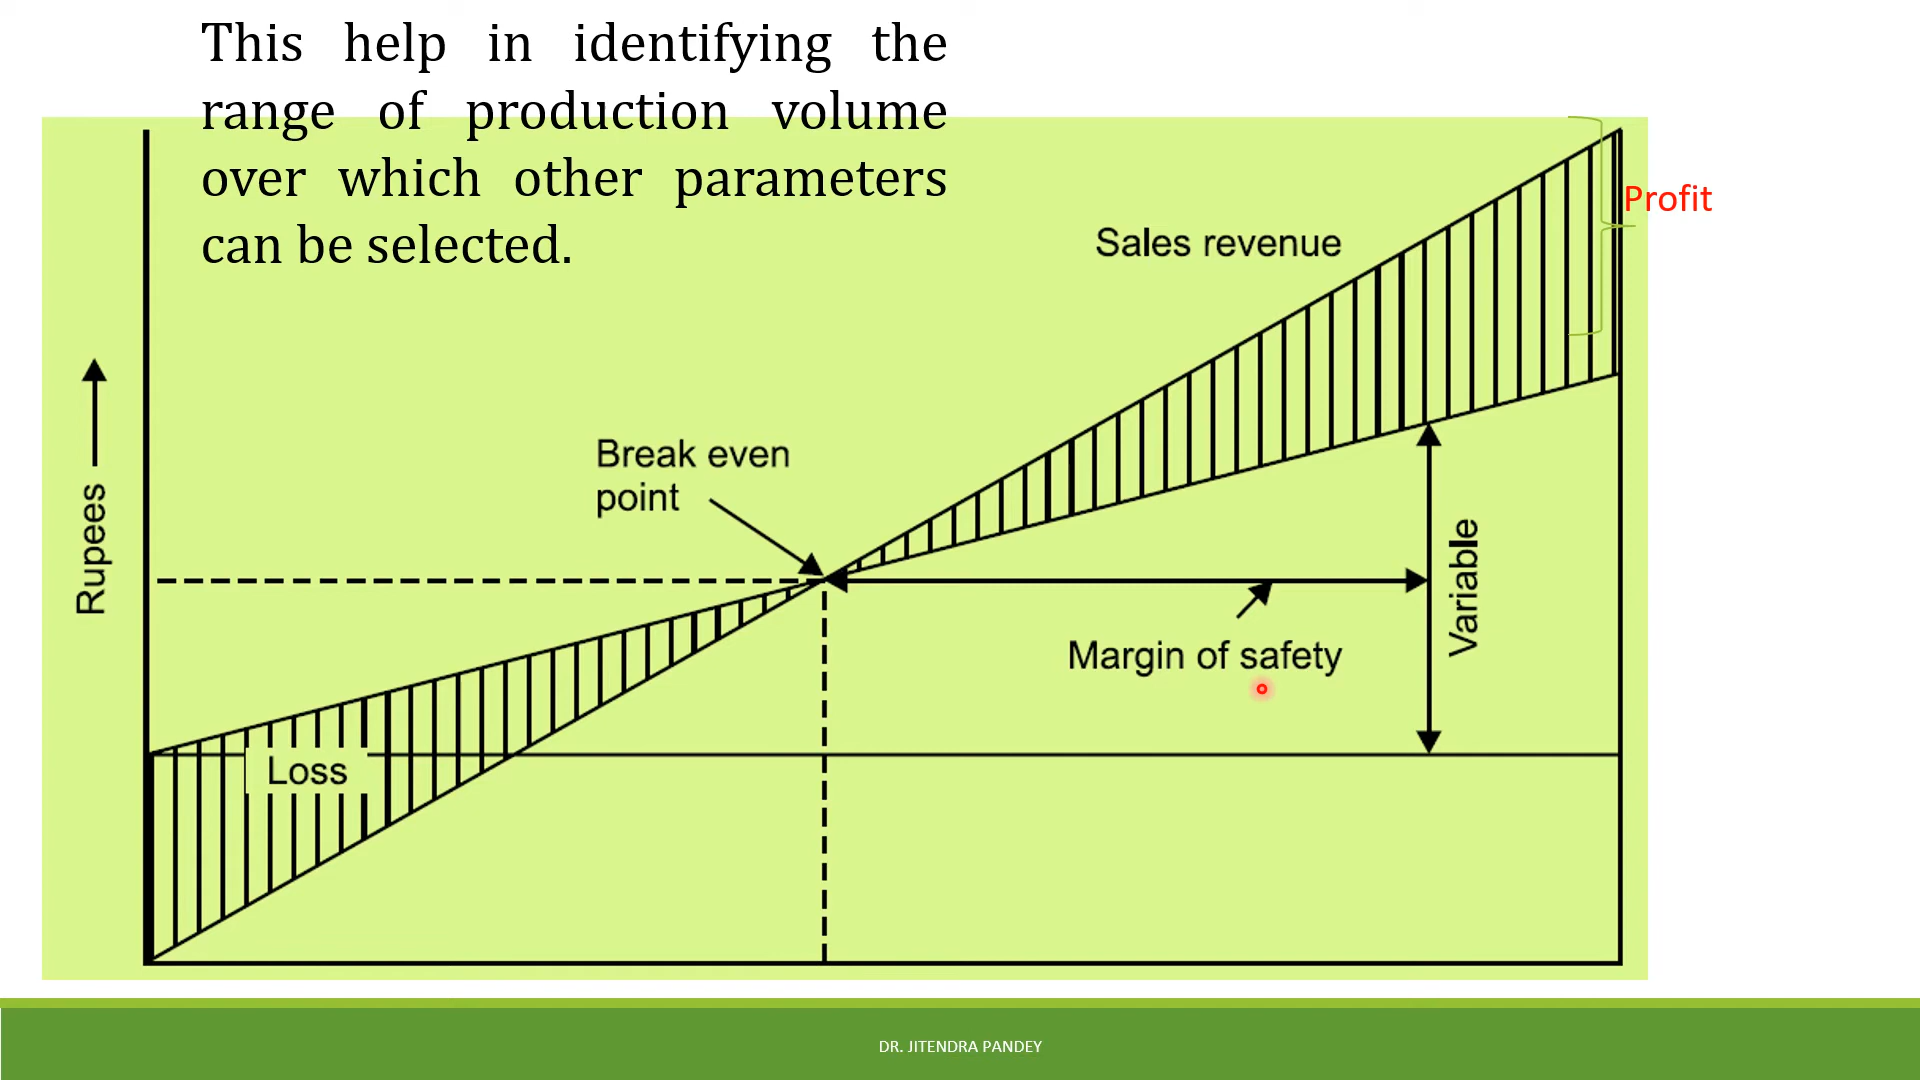 This help in identifying the
range of production volume
over which other parameters
can be selected.
Profit
Sales revenue
Break even
point
Rupees
Variable
Margin of safety
Loss
DR. JITENDRA PANDEY